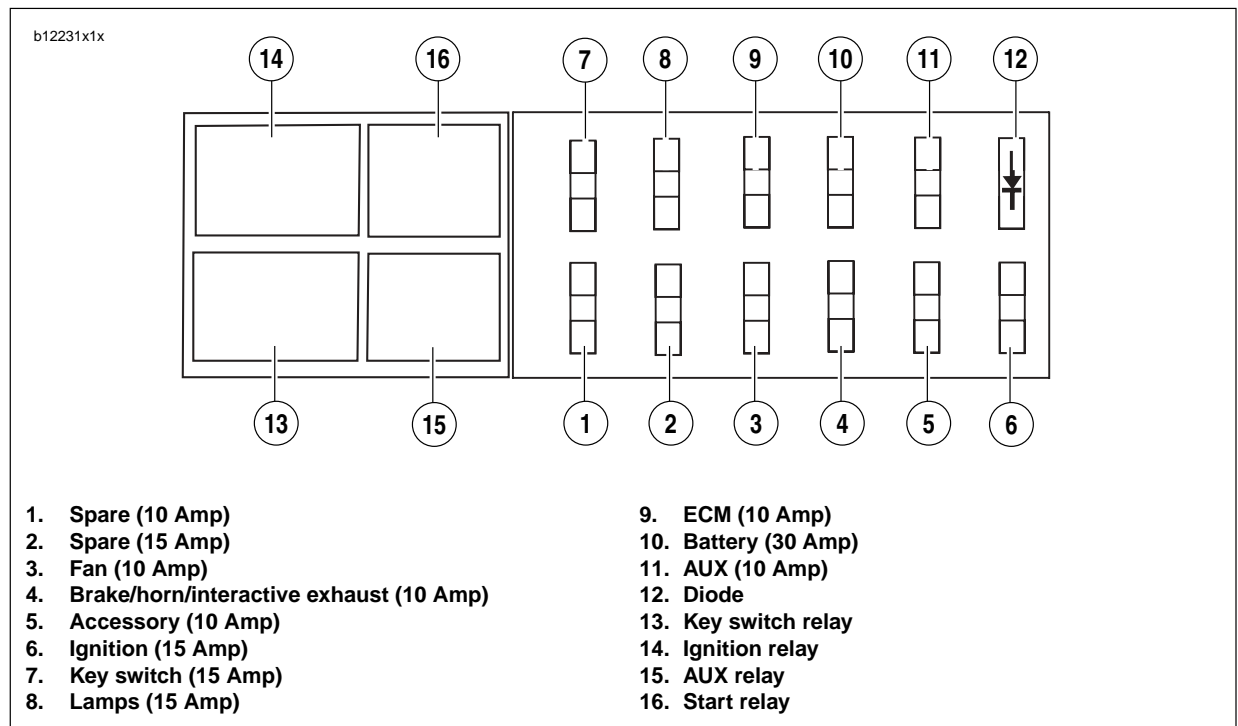 b12231x1x
14 16 7 8 9 10 11 12
13 15 1 2 3 4 5 6
1. Spare (10 Amp)
2. Spare (15 Amp)
3. Fan (10 Amp)
4. Brake/horn/interactive exhaust (10 Amp)
5. Accessory (10 Amp)
6. Ignition (15 Amp)
7. Key switch (15 Amp)
8. Lamps (15 Amp)
9. ECM (10 Amp)
10. Battery (30 Amp)
11. AUX (10 Amp)
12. Diode
13. Key switch relay
14. Ignition relay
15. AUX relay
16. Start relay